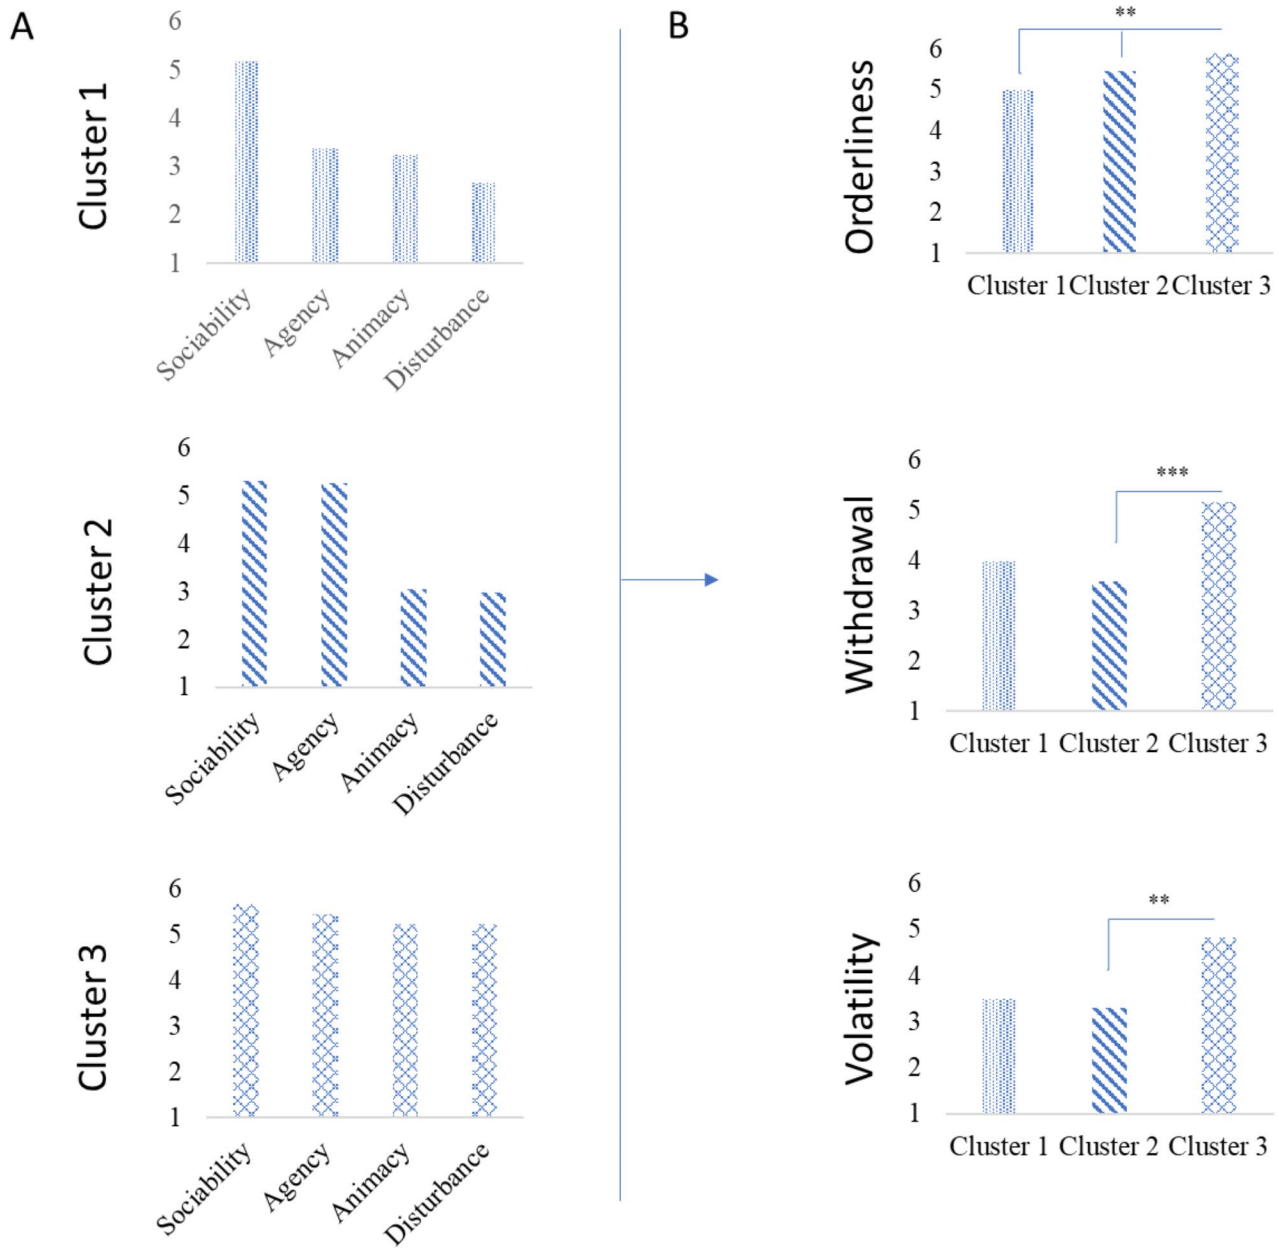 A
Cluster 1
6
5
4
3
2
1
Sociability
Agency
Animacy
Disturbance
Cluster 2
6
5
4
3
2
1
Sociability
Agency
Animacy
Disturbance
Cluster 3
6
5
4
3
2
1
Sociability
Agency
Animacy
Disturbance
B
**
Orderliness
6
5
4
3
2
1
Cluster 1 Cluster 2 Cluster 3
***
Withdrawal
6
5
4
3
2
1
Cluster 1 Cluster 2 Cluster 3
**
Volatility
6
5
4
3
2
1
Cluster 1 Cluster 2 Cluster 3